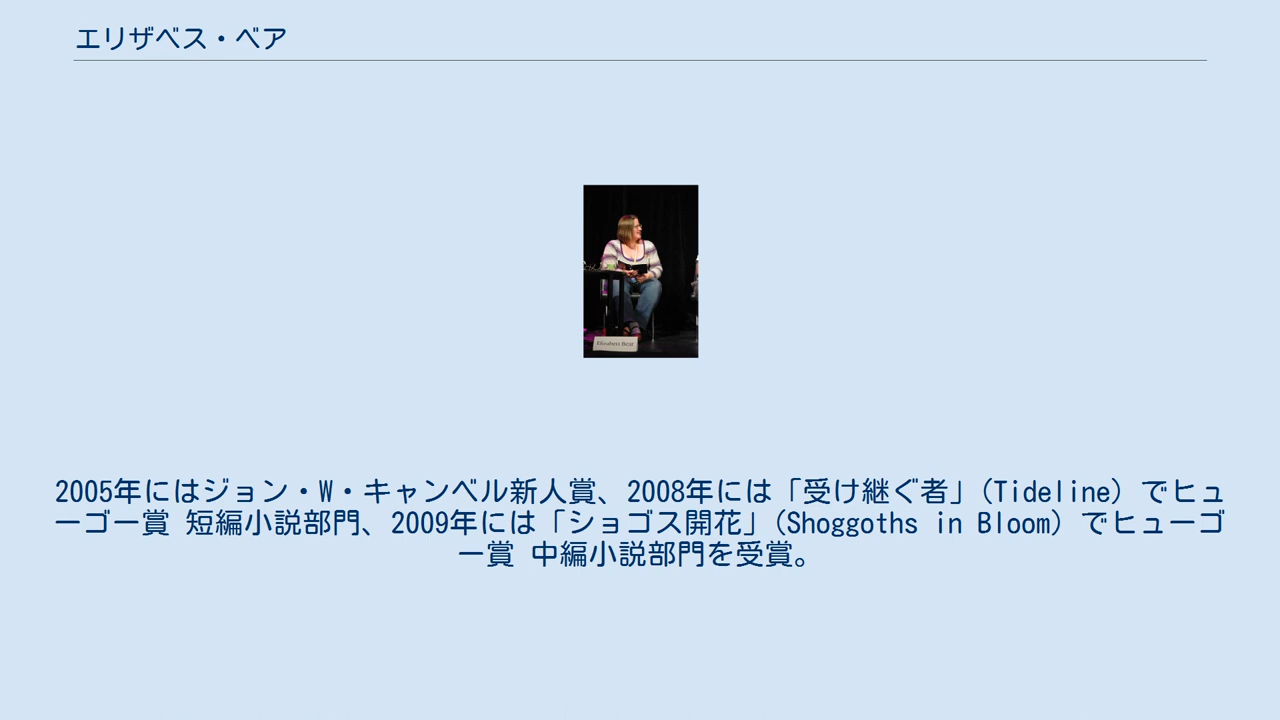 エリザベス・ベア
Elizabeth Bear
2005年にはジョン・W・キャンベル新人賞、2008年には「受け継ぐ者」(Tideline) でヒュ
ーゴー賞 短編小説部門、2009年には「ショゴス開花」(Shoggoths in Bloom) でヒューゴ
ー賞 中編小説部門を受賞。